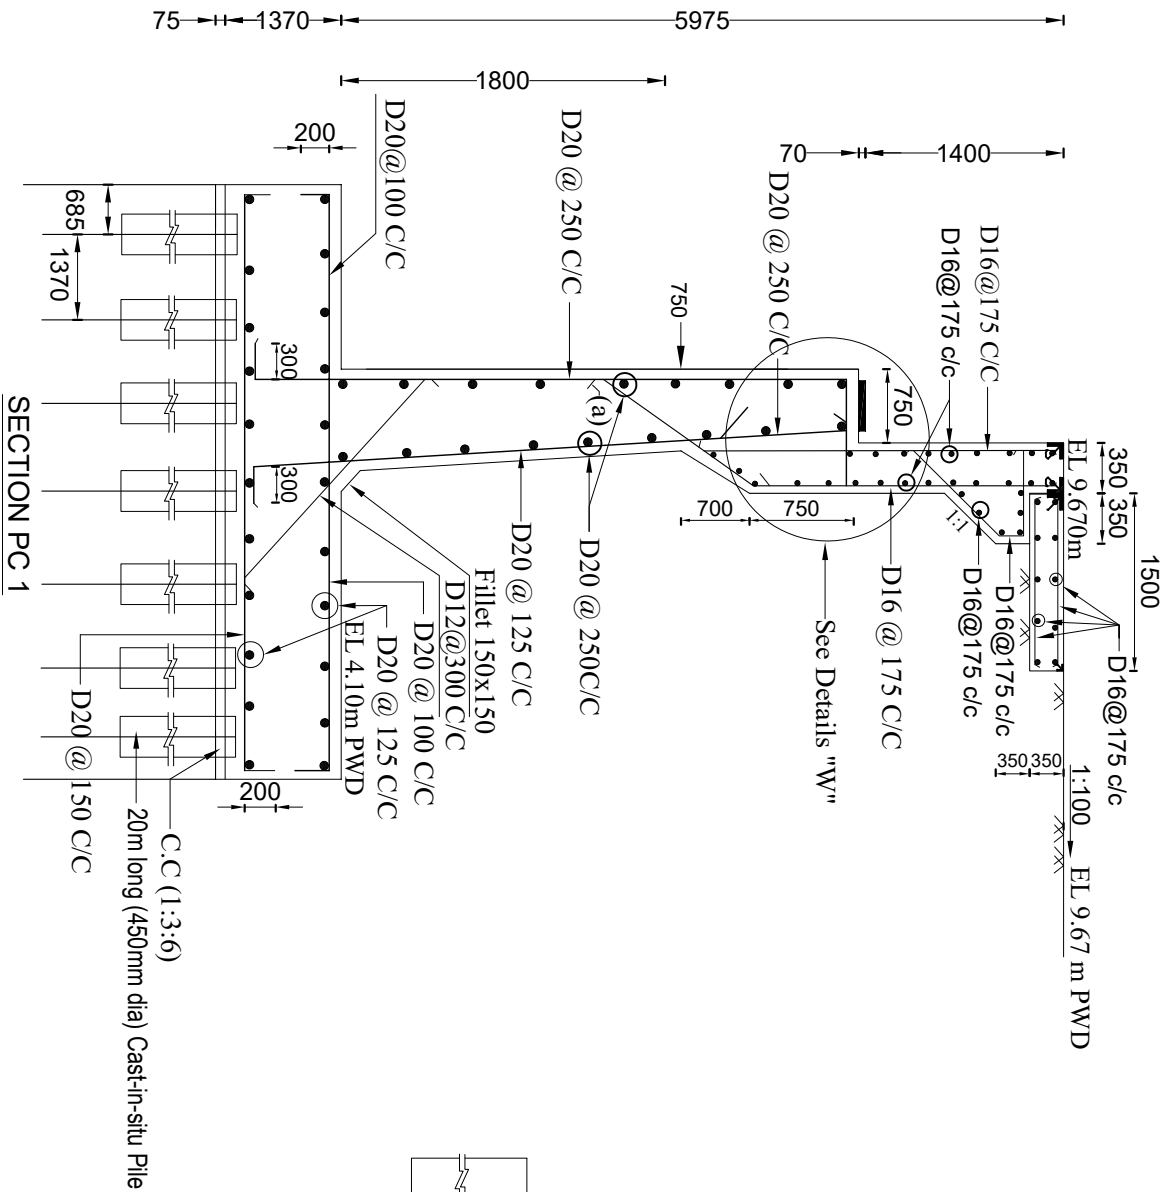 75
1370
5975
1800
200
D20@100 C/C
D20 @ 250 C/C
70
1400
D20 @ 250 C/C
D16@175 c/c
D16@175 C/C
685
1370
300
300
750
(a)
750
EL 9.670m
350
350
1500
700
750
1:1
D16@175 c/c
D16@175 c/c
D16@175 c/c
350
350
1:100
EL 9.67 m PWD
D16 @ 175 C/C
See Details "W"
D20 @ 250C/C
D20 @ 125 C/C
Fillet 150x150
D12@300 C/C
D20 @ 100 C/C
D20 @ 125 C/C
EL 4.10m PWD
200
D20 @ 150 C/C
C.C (1:3:6)
20m long (450mm dia) Cast-in-situ Pile
SECTION PC 1